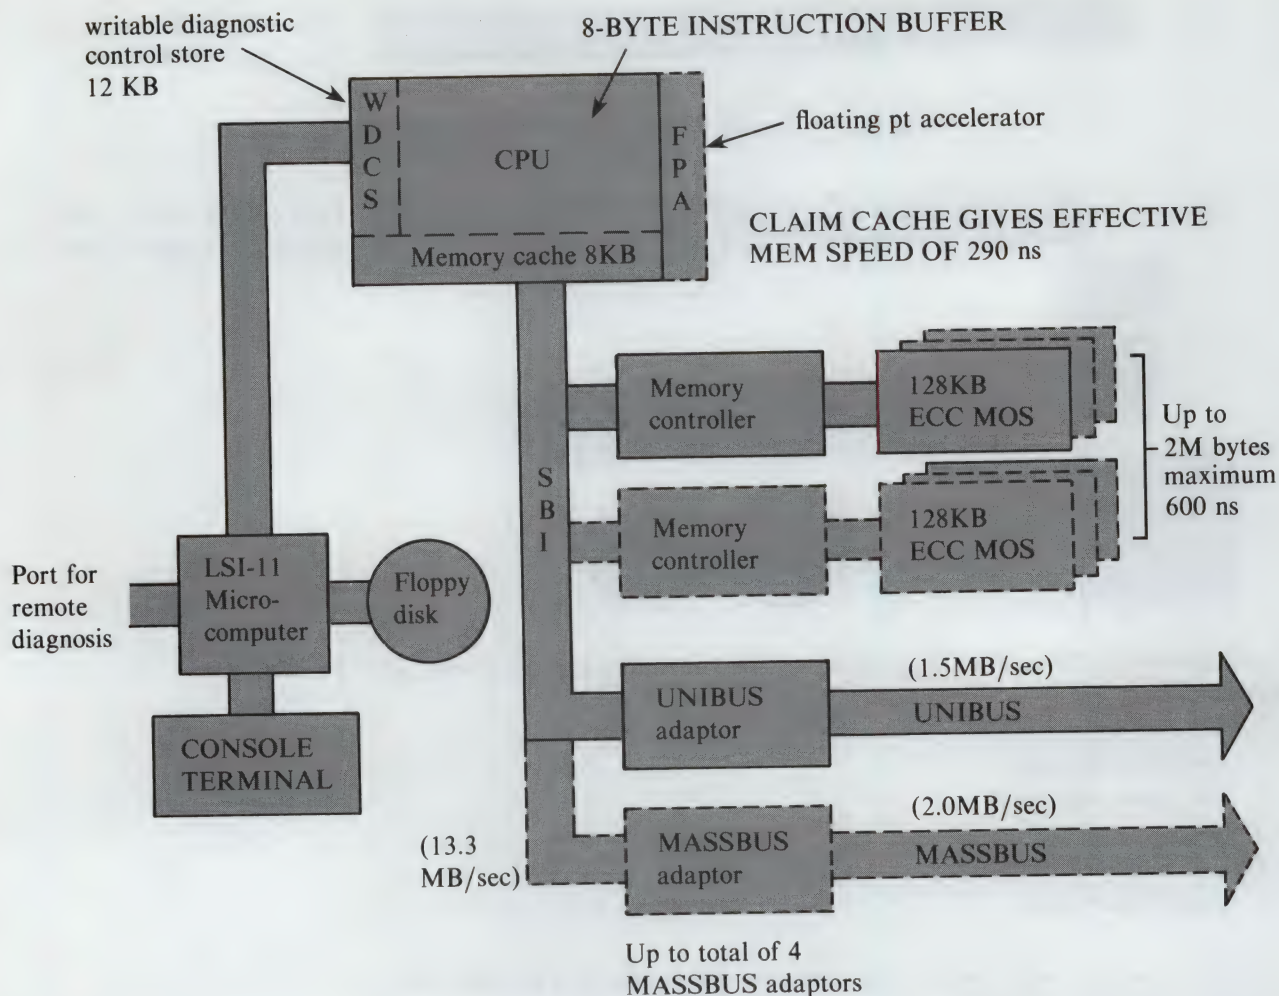 writable diagnostic
control store
12 KB
8-BYTE INSTRUCTION BUFFER
W
D
C
S
CPU
F
P
A
floating pt accelerator
Memory cache 8KB
CLAIM CACHE GIVES EFFECTIVE
MEM SPEED OF 290 ns
S
B
I
Memory
controller
128KB
ECC MOS
Memory
controller
128KB
ECC MOS
Up to
2M bytes
maximum
600 ns
Port for
remote
diagnosis
LSI-11
Micro-
computer
Floppy
disk
CONSOLE
TERMINAL
UNIBUS
adaptor
(1.5MB/sec)
UNIBUS
(13.3
MB/sec)
MASSBUS
adaptor
(2.0MB/sec)
MASSBUS
Up to total of 4
MASSBUS adaptors